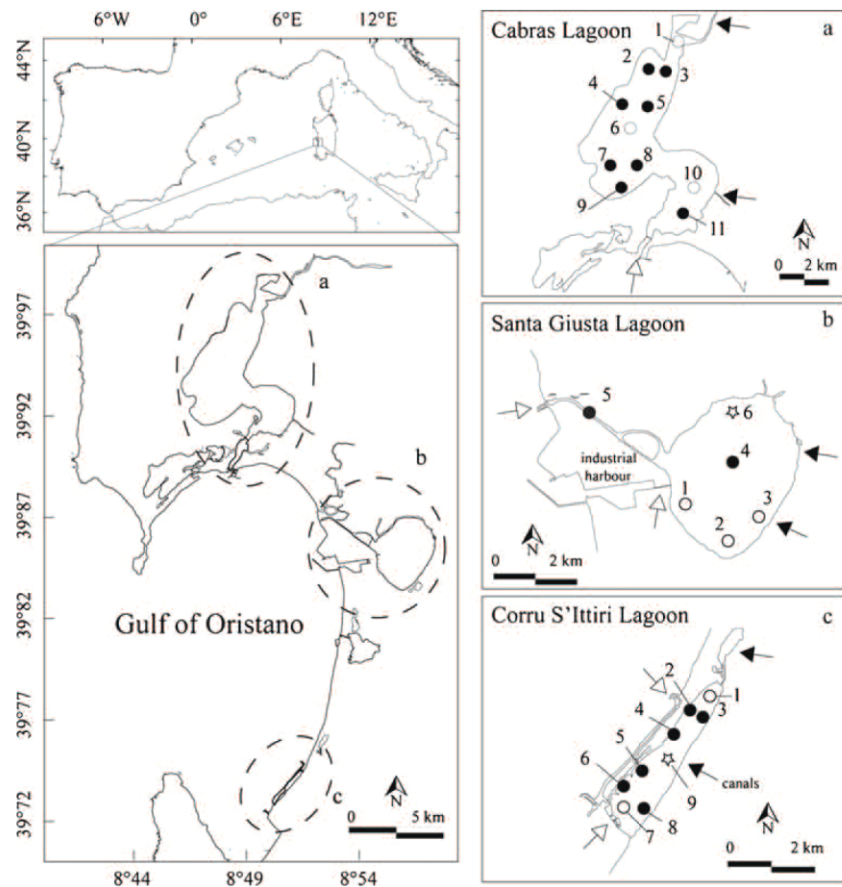 6°W 0° 6°E 12°E
44°N
40°N
36°N
a
b
c
39°97
39°92
39°87
39°82
39°77
39°72
Gulf of Oristano
N
0 5 km
8°44 8°49 8°54
Cabras Lagoon a
1
2
3
4
5
6
7 8
10
9
11
N
0 2 km
Santa Giusta Lagoon b
5
6
4
industrial
harbour
1
3
2
N
0 2 km
N
Corru S'Ittiri Lagoon c
2
1
3
4
5
6
canals
9
7 8
N
0 2 km